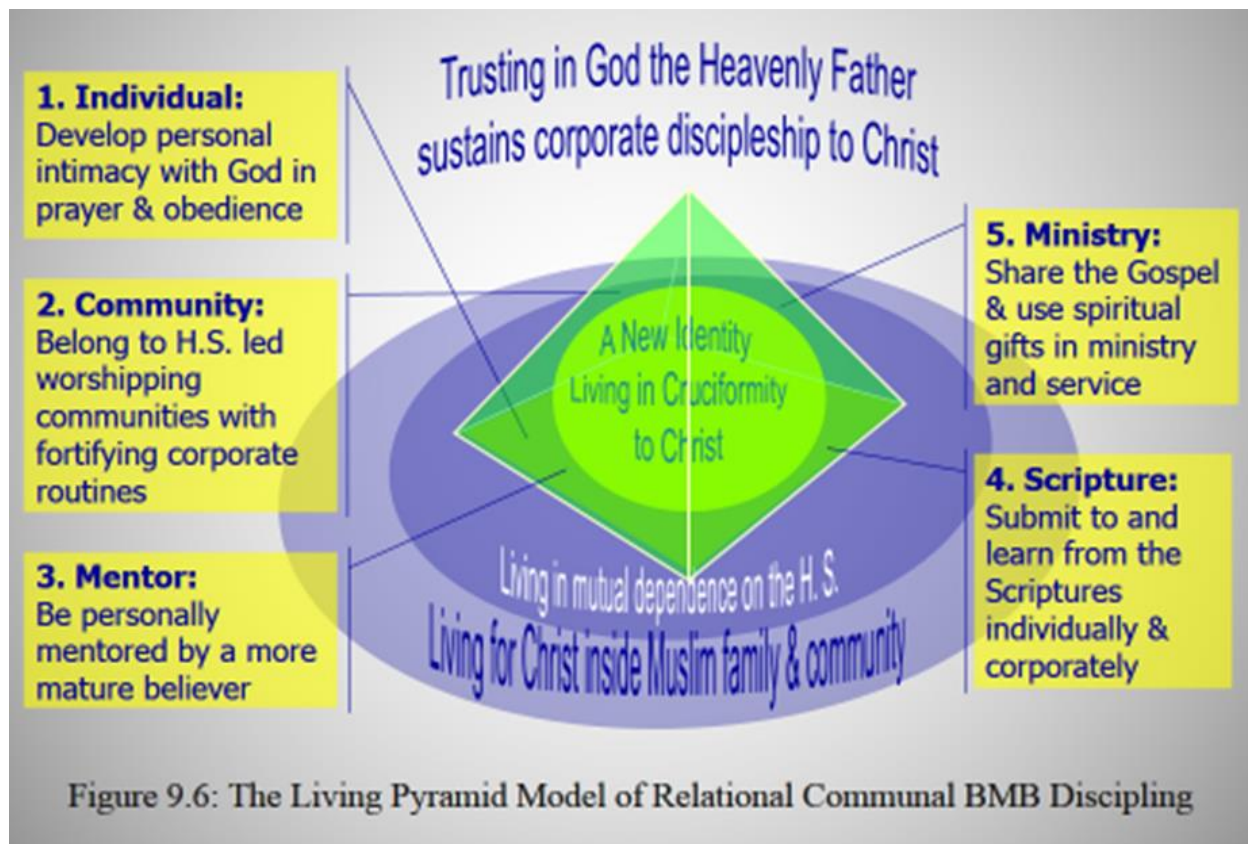 Trusting in God the Heavenly Father
sustains corporate discipleship to Christ
1. Individual:
Develop personal
intimacy with God in
prayer & obedience
2. Community:
Belong to H.S. led
worshipping
communities with
fortifying corporate
routines
3. Mentor:
Be personally
mentored by a more
mature believer
A New Identity
Living in Cruciformity
to Christ
5. Ministry:
Share the Gospel
& use spiritual
gifts in ministry
and service
4. Scripture:
Submit to and
learn from the
Scriptures
individually &
corporately
Living in mutual dependence on the H. S.
Living for Christ inside Muslim family & community
Figure 9.6: The Living Pyramid Model of Relational Communal BMB Discipling